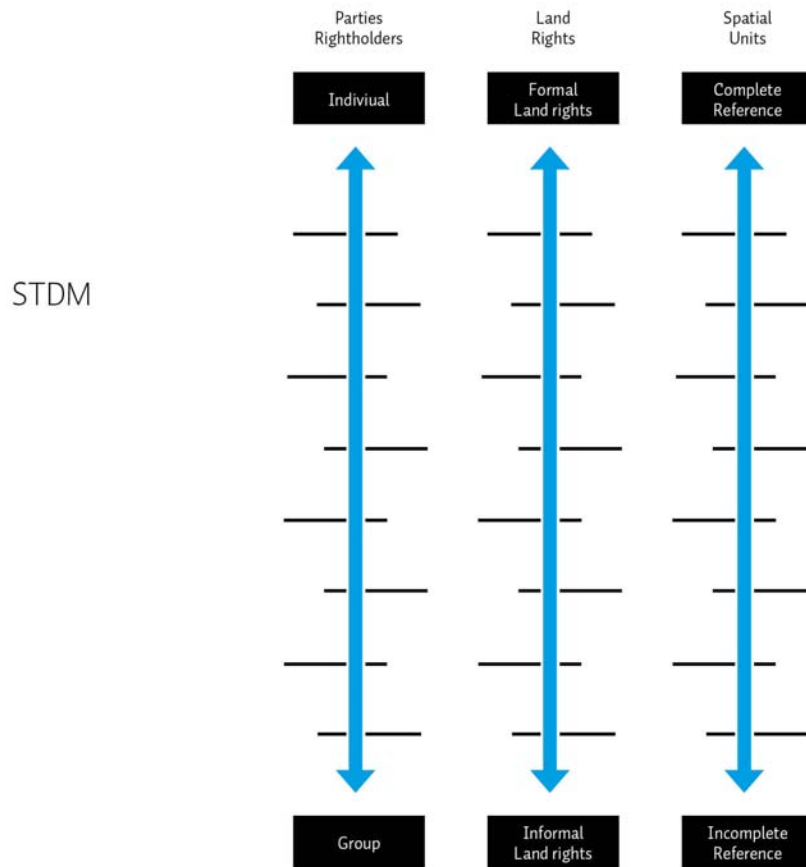 Parties
Rightholders
Land
Rights
Spatial
Units
Indiviual
Formal
Land rights
Complete
Reference
STDM
Group
Informal
Land rights
Incomplete
Reference